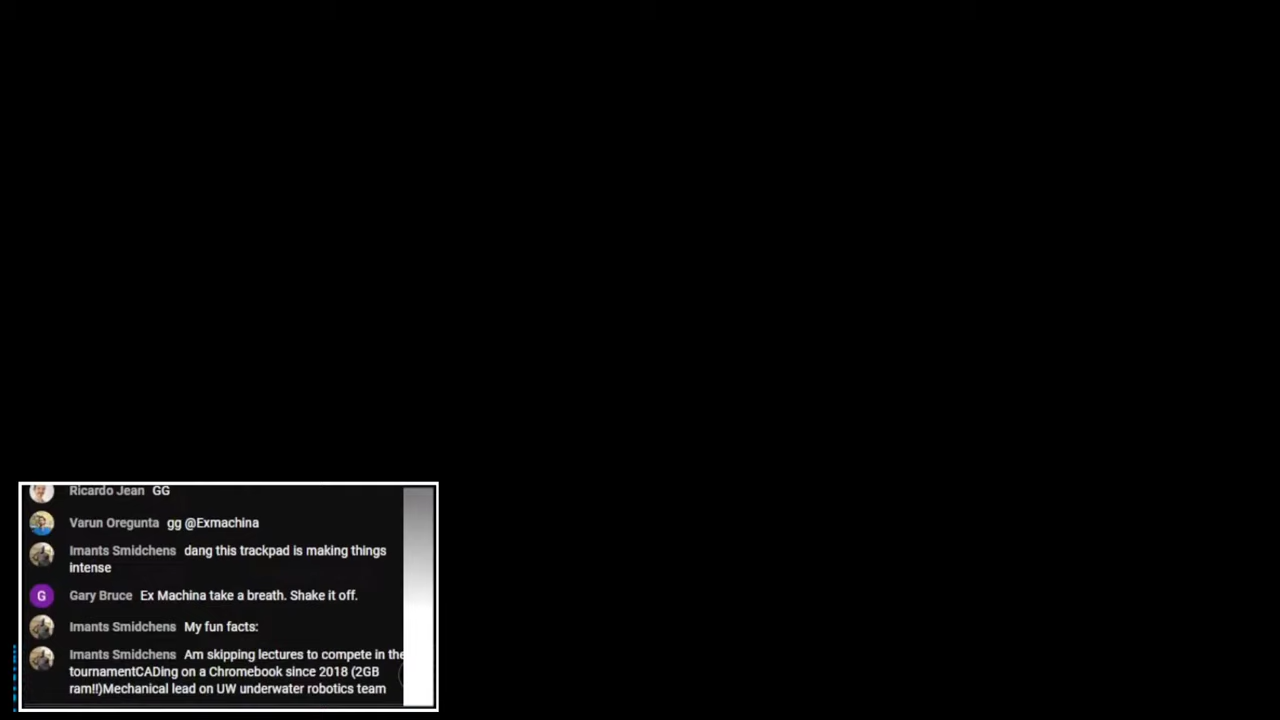 Ricardo Jean GG
Varun Oregunta gg @Exmachina
Imants Smidchens dang this trackpad is making things
intense
G Gary Bruce Ex Machina take a breath. Shake it off.
Imants Smidchens My fun facts:
Imants Smidchens Am skipping lectures to compete in the
tournamentCADing on a Chromebook since 2018 (2GB
ram!!)Mechanical lead on UW underwater robotics team